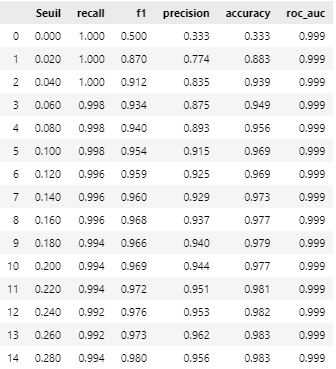 Seuil recall f1 precision accuracy roc_auc
0 0.000 1.000 0.500 0.333 0.333 0.999
1 0.020 1.000 0.870 0.774 0.883 0.999
2 0.040 1.000 0.912 0.835 0.939 0.999
3 0.060 0.998 0.934 0.875 0.949 0.999
4 0.080 0.998 0.940 0.893 0.956 0.999
5 0.100 0.998 0.954 0.915 0.969 0.999
6 0.120 0.996 0.959 0.925 0.969 0.999
7 0.140 0.996 0.960 0.929 0.973 0.999
8 0.160 0.996 0.968 0.937 0.977 0.999
9 0.180 0.994 0.966 0.940 0.979 0.999
10 0.200 0.994 0.969 0.944 0.977 0.999
11 0.220 0.994 0.972 0.951 0.981 0.999
12 0.240 0.992 0.976 0.953 0.982 0.999
13 0.260 0.992 0.973 0.962 0.983 0.999
14 0.280 0.994 0.980 0.956 0.983 0.999